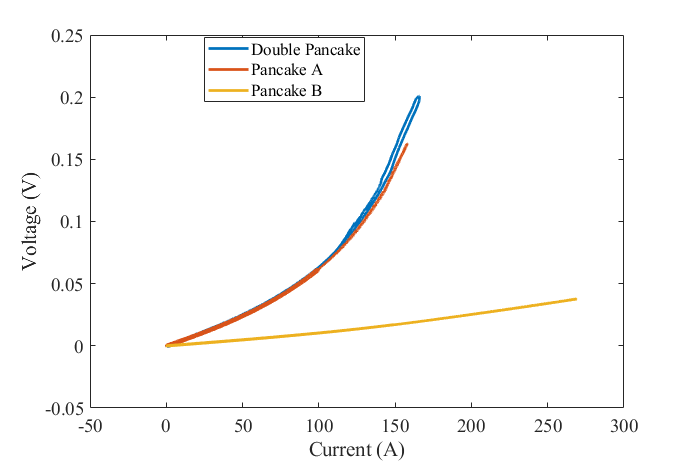 0.25
0.2
0.15
0.1
0.05
0
-0.05
Voltage (V)
Double Pancake
Pancake A
Pancake B
-50 0 50 100 150 200 250 300
Current (A)